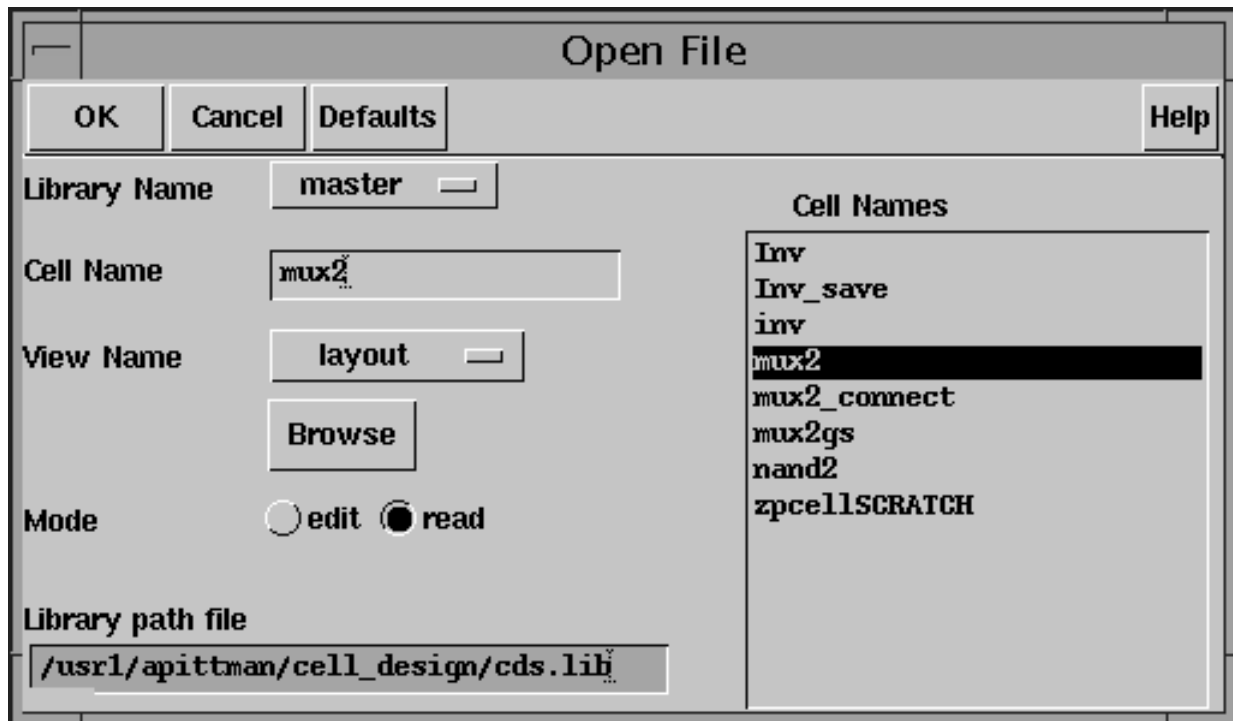 Open File
OK Cancel Defaults Help
Library Name master
Cell Name mux2
View Name layout
Browse
Mode edit read
Library path file
/usr1/apittman/cell_design/cds.lib
Cell Names
Inv
Inv_save
inv
mux2
mux2_connect
mux2gs
nand2
zpcellSCRATCH